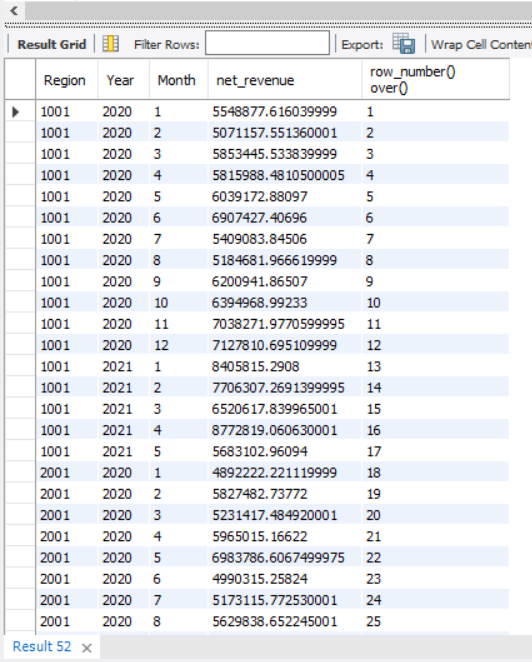 Result Grid Filter Rows: Export: Wrap Cell Conten
Region Year Month net_revenue row_number() over()
1001 2020 1 5548877.616039999 1
1001 2020 2 5071157.551360001 2
1001 2020 3 5853445.533839999 3
1001 2020 4 5815988.4810500005 4
1001 2020 5 6039172.88097 5
1001 2020 6 6907427.40696 6
1001 2020 7 5409083.84506 7
1001 2020 8 5184681.966619999 8
1001 2020 9 6200941.86507 9
1001 2020 10 6394968.99233 10
1001 2020 11 7038271.9770599995 11
1001 2020 12 7127810.695109999 12
1001 2021 1 8405815.2908 13
1001 2021 2 7706307.2691399995 14
1001 2021 3 6520617.839965001 15
1001 2021 4 8772819.060630001 16
1001 2021 5 5683102.96094 17
2001 2020 1 4892222.221119999 18
2001 2020 2 5827482.73772 19
2001 2020 3 5231417.484920001 20
2001 2020 4 5965015.16622 21
2001 2020 5 6983786.6067499975 22
2001 2020 6 4990315.25824 23
2001 2020 7 5173115.772530001 24
2001 2020 8 5629838.652245001 25
Result 52